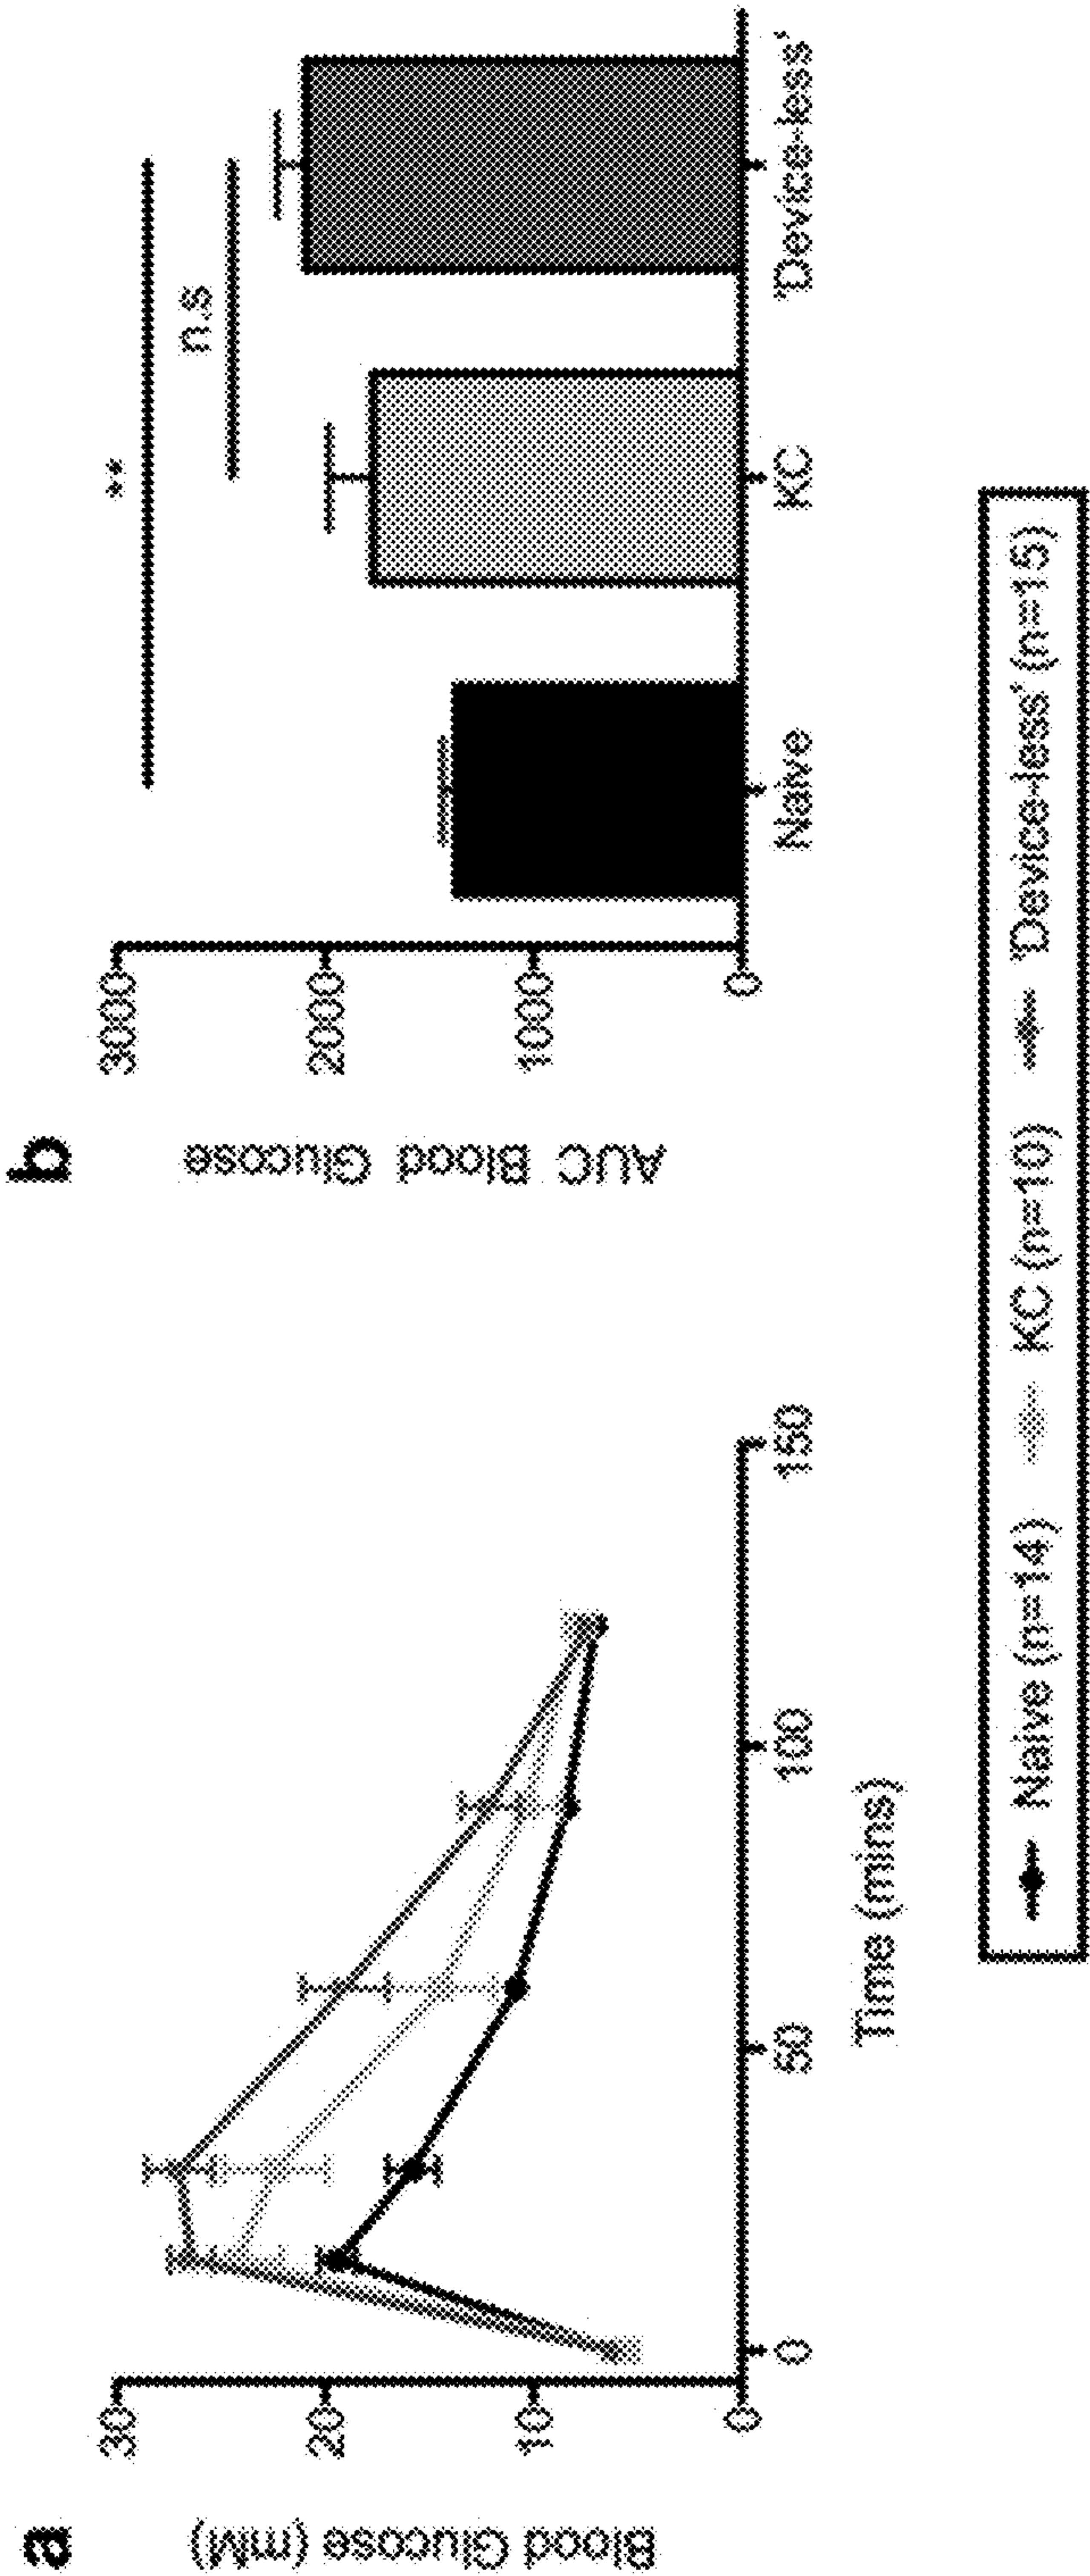 a
Blood Glucose (mM)
30
20
10
0
0
50
100
150
Time (mins)
b
AUC Blood Glucose
3000
2000
1000
0
**
n.s
Naive
KC
'Device-less'
Naive (n=14) KC (n=10) 'Device-less' (n=15)